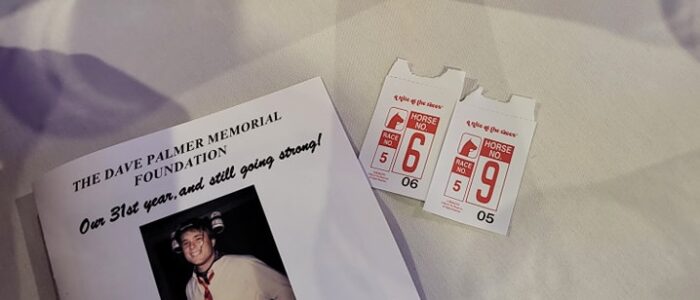 THE DAVE PALMER MEMORIAL
FOUNDATION
Our 31st year, and still going strong!
a nite at the races
RACE
NO.
5
HORSE
NO.
6
06
a nite at the races
RACE
NO.
5
HORSE
NO.
9
05